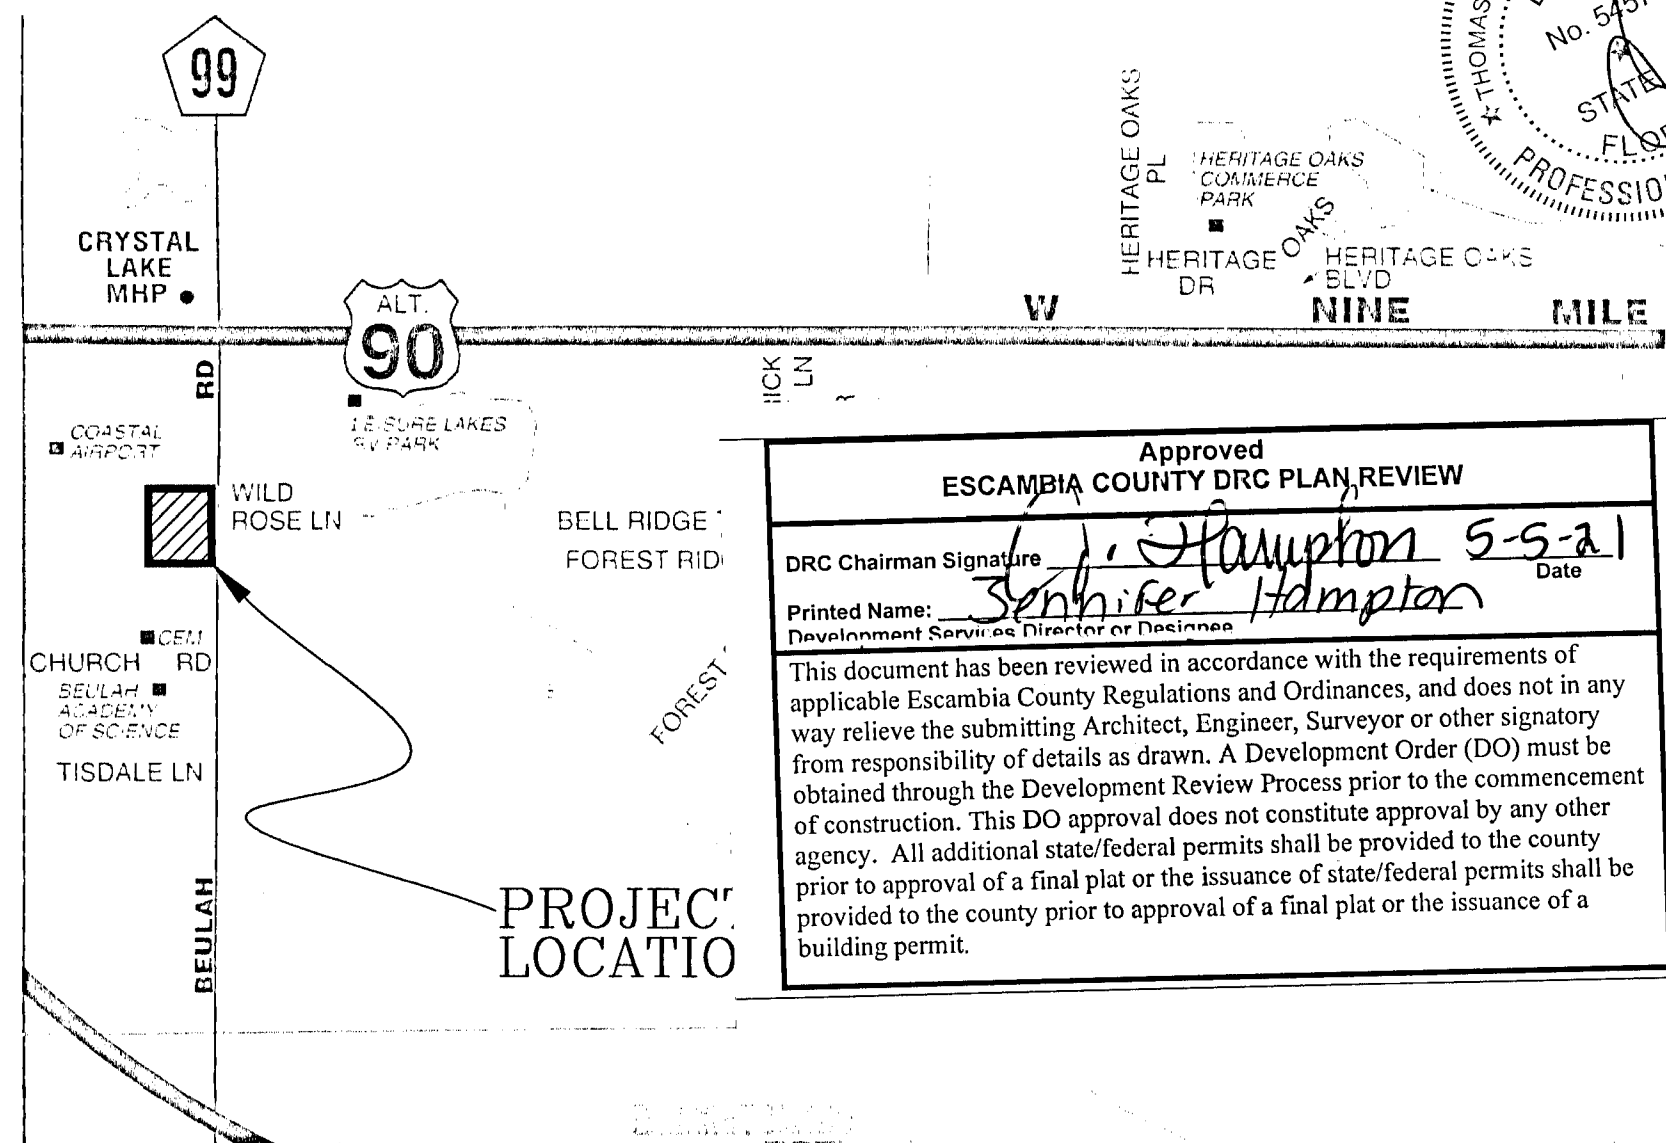 99
THOMAS
No. 5457
STATE
FLO
PROFESSIO
CRYSTAL
LAKE
MHP
ALT.
90
HERITAGE OAKS
PL
HERITAGE OAKS
COMMERCE
PARK
HERITAGE OAKS
DR
HERITAGE OAKS
BLVD
W NINE MILE
RD
ICK
LN
COASTAL
AIRPORT
LEISURE LAKES
RV PARK
WILD
ROSE LN
BELL RIDGE
FOREST RID
FOREST
CEM
CHURCH RD
BEULAH
ACADEMY
OF SCIENCE
TISDALE LN
BEULAH
PROJECT
LOCATIO
Approved
ESCAMBIA COUNTY DRC PLAN REVIEW
DRC Chairman Signature J. Hampton 5-5-21
Date
Printed Name: Jennifer Hampton
Development Services Director or Designee
This document has been reviewed in accordance with the requirements of
applicable Escambia County Regulations and Ordinances, and does not in any
way relieve the submitting Architect, Engineer, Surveyor or other signatory
from responsibility of details as drawn. A Development Order (DO) must be
obtained through the Development Review Process prior to the commencement
of construction. This DO approval does not constitute approval by any other
agency. All additional state/federal permits shall be provided to the county
prior to approval of a final plat or the issuance of state/federal permits shall be
provided to the county prior to approval of a final plat or the issuance of a
building permit.